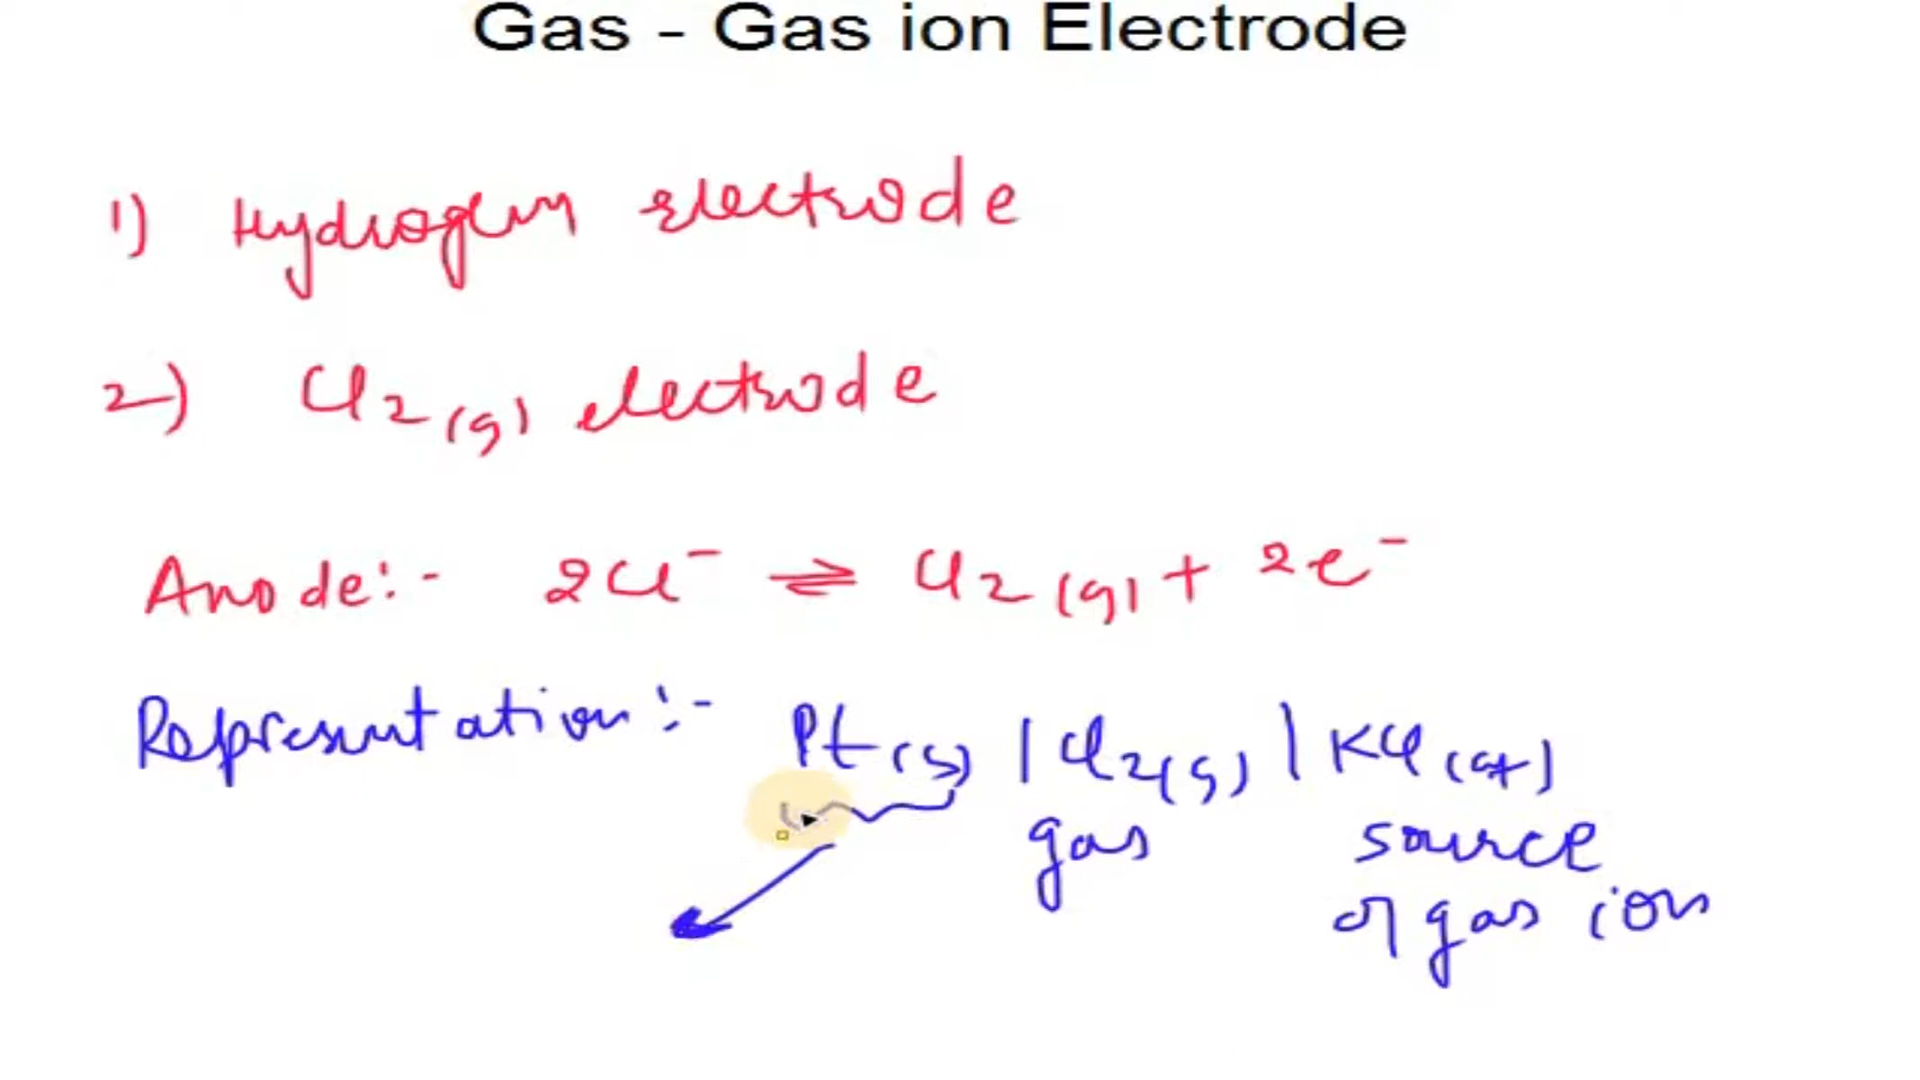 Gas - Gas ion Electrode
1) Hydrogen electrode
2) Cl2(g) electrode
Anode:- 2Cl⁻ ⇌ Cl2(g) + 2e⁻
Representation:- Pt(s) | Cl2(g) | KCl(aq)
gas source
of gas ion